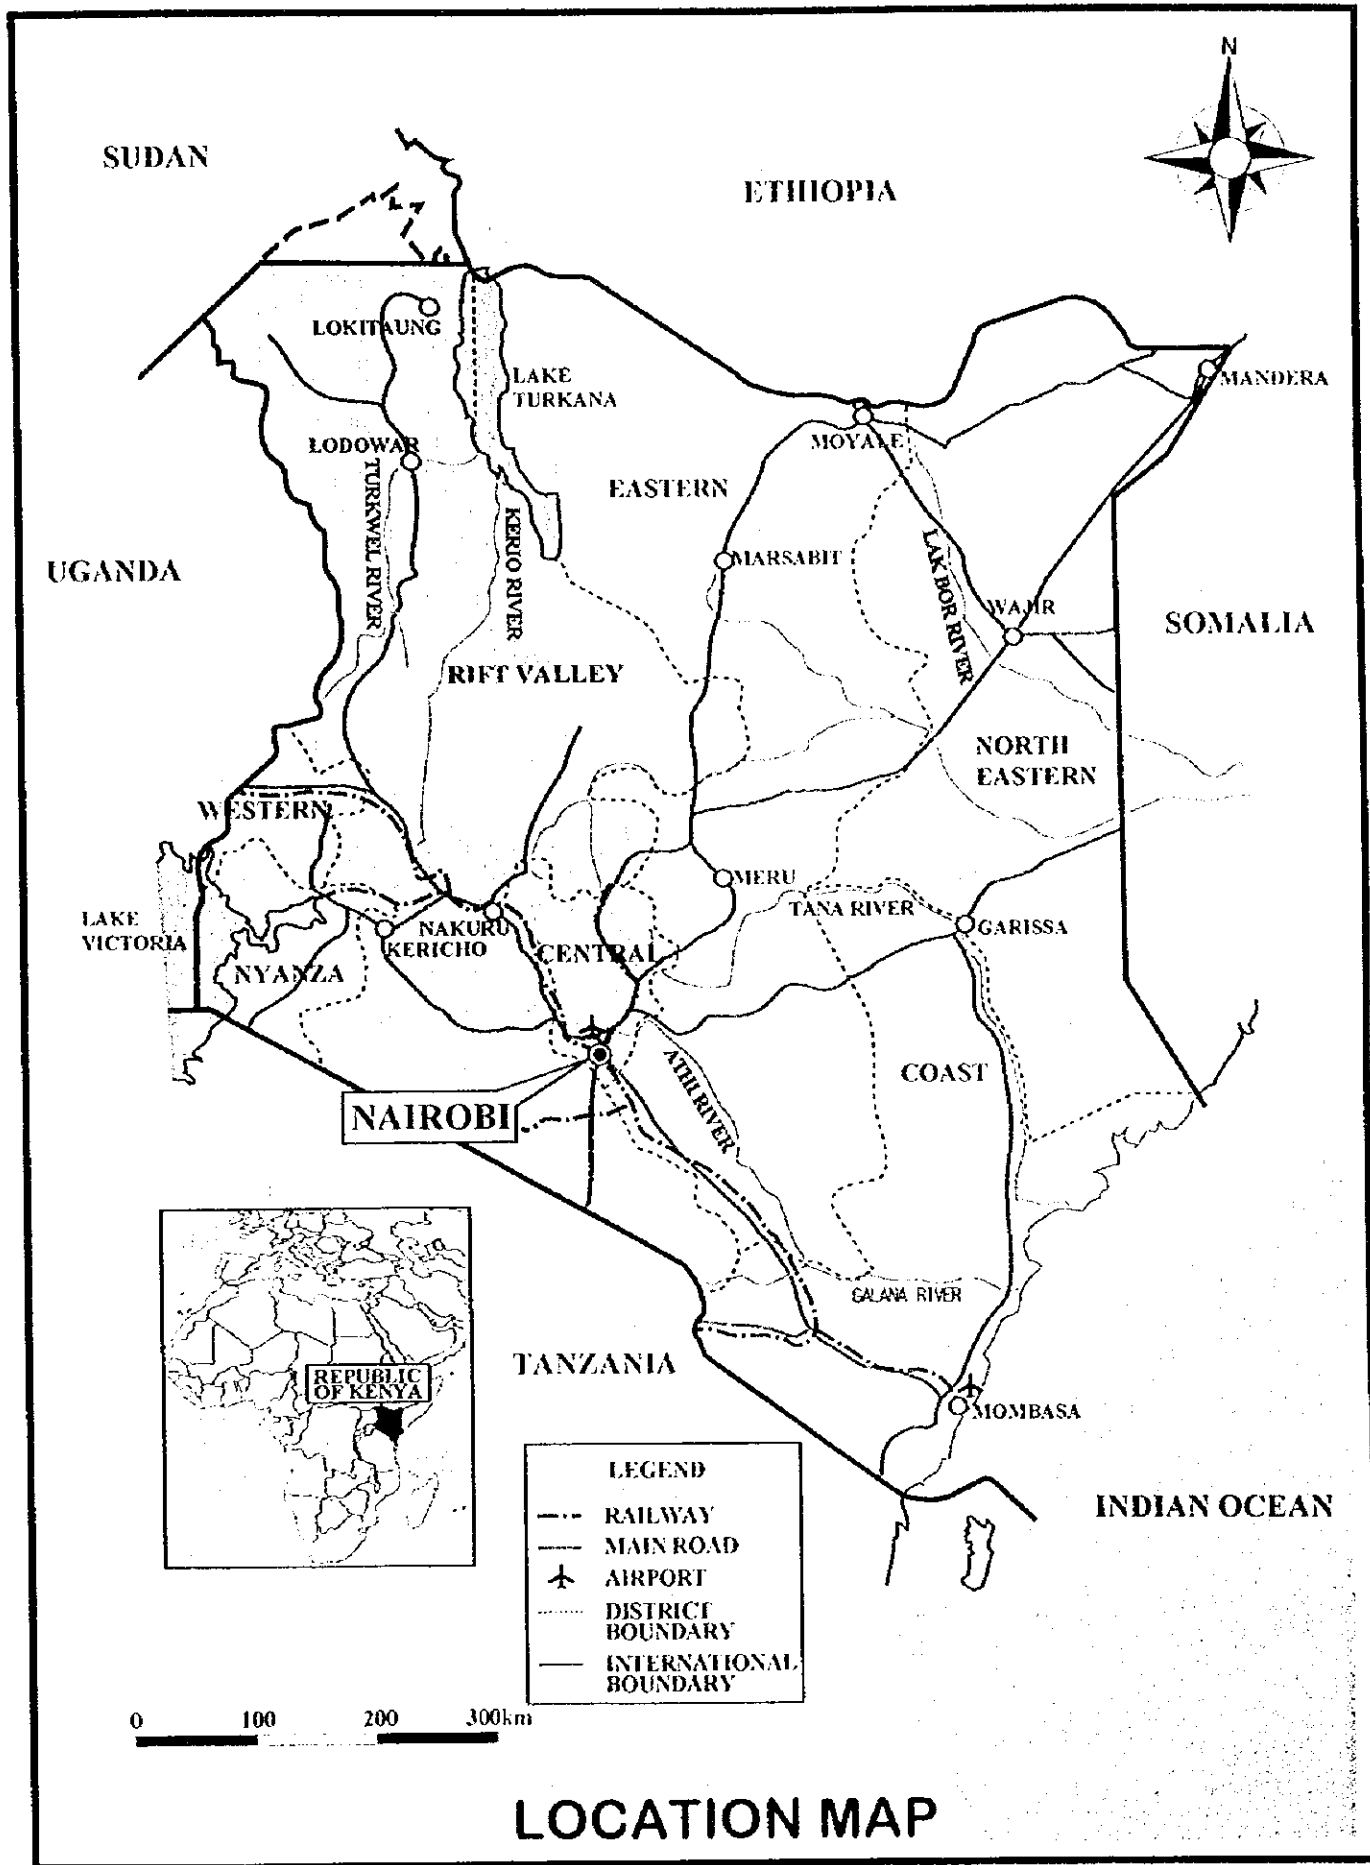 N
SUDAN
ETHIOPIA
LOKITAUNG
LAKE
TURKANA
MANDERA
MOYALE
LODOWAR
EASTERN
TURKWEL RIVER
KERIO RIVER
MARSABIT
LAK BOR RIVER
UGANDA
WAJIR
SOMALIA
RIFT VALLEY
NORTH
EASTERN
WESTERN
MERU
TANA RIVER
LAKE
VICTORIA
NAKURU
KERICHO
CENTRAL
GARISSA
NYANZA
ATHI RIVER
COAST
NAIROBI
GALANA RIVER
TANZANIA
REPUBLIC
OF KENYA
MOMBASA
LEGEND
RAILWAY
MAIN ROAD
AIRPORT
DISTRICT
BOUNDARY
INTERNATIONAL
BOUNDARY
INDIAN OCEAN
0 100 200 300km
LOCATION MAP